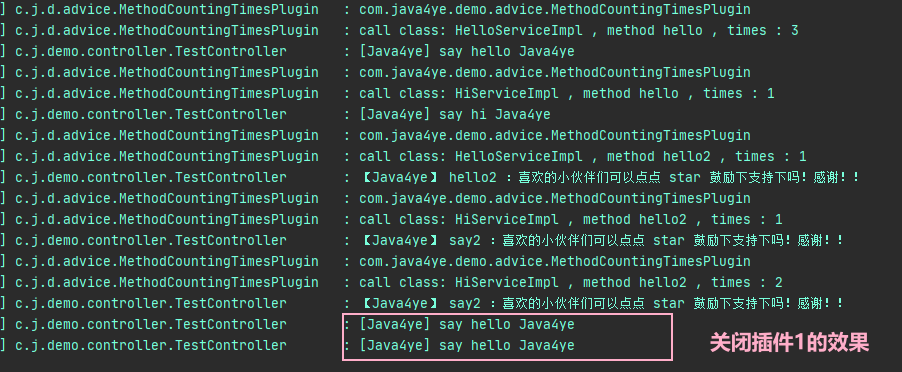 ] c.j.d.advice.MethodCountingTimesPlugin : com.java4ye.demo.advice.MethodCountingTimesPlugin
] c.j.d.advice.MethodCountingTimesPlugin : call class: HelloServiceImpl , method hello , times : 3
] c.j.demo.controller.TestController : [Java4ye] say hello Java4ye
] c.j.d.advice.MethodCountingTimesPlugin : com.java4ye.demo.advice.MethodCountingTimesPlugin
] c.j.d.advice.MethodCountingTimesPlugin : call class: HiServiceImpl , method hello , times : 1
] c.j.demo.controller.TestController : [Java4ye] say hi Java4ye
] c.j.d.advice.MethodCountingTimesPlugin : com.java4ye.demo.advice.MethodCountingTimesPlugin
] c.j.d.advice.MethodCountingTimesPlugin : call class: HelloServiceImpl , method hello2 , times : 1
] c.j.demo.controller.TestController : 【Java4ye】 hello2 ：喜欢的小伙伴们可以点点 star 鼓励下支持下吗！感谢！！
] c.j.d.advice.MethodCountingTimesPlugin : com.java4ye.demo.advice.MethodCountingTimesPlugin
] c.j.d.advice.MethodCountingTimesPlugin : call class: HiServiceImpl , method hello2 , times : 1
] c.j.demo.controller.TestController : 【Java4ye】 say2 ：喜欢的小伙伴们可以点点 star 鼓励下支持下吗！感谢！！
] c.j.d.advice.MethodCountingTimesPlugin : com.java4ye.demo.advice.MethodCountingTimesPlugin
] c.j.d.advice.MethodCountingTimesPlugin : call class: HiServiceImpl , method hello2 , times : 2
] c.j.demo.controller.TestController : 【Java4ye】 say2 ：喜欢的小伙伴们可以点点 star 鼓励下支持下吗！感谢！！
] c.j.demo.controller.TestController : [Java4ye] say hello Java4ye
] c.j.demo.controller.TestController : [Java4ye] say hello Java4ye
关闭插件1的效果